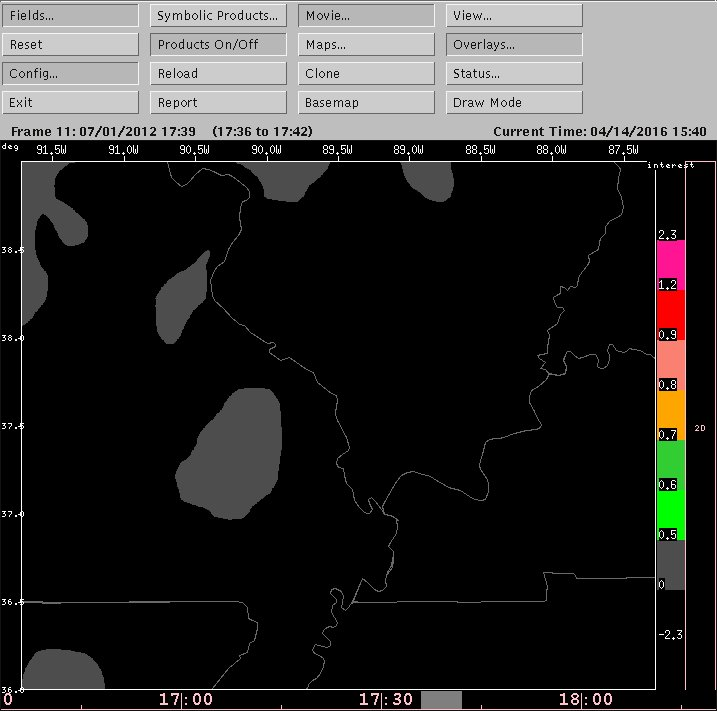 Fields... Symbolic Products... Movie... View...
Reset Products On/Off Maps... Overlays...
Config... Reload Clone Status...
Exit Report Basemap Draw Mode
Frame 11: 07/01/2012 17:39 (17:36 to 17:42) Current Time: 04/14/2016 15:40
deg 91.5W 91.0W 90.5W 90.0W 89.5W 89.0W 88.5W 88.0W 87.5W
interest
2.3
38.5
1.2
38.0 0.9
0.8
37.5 0.7 2D
0.6
37.0
0.5
0
36.5
-2.3
36.0
0 17:00 17:30 18:00